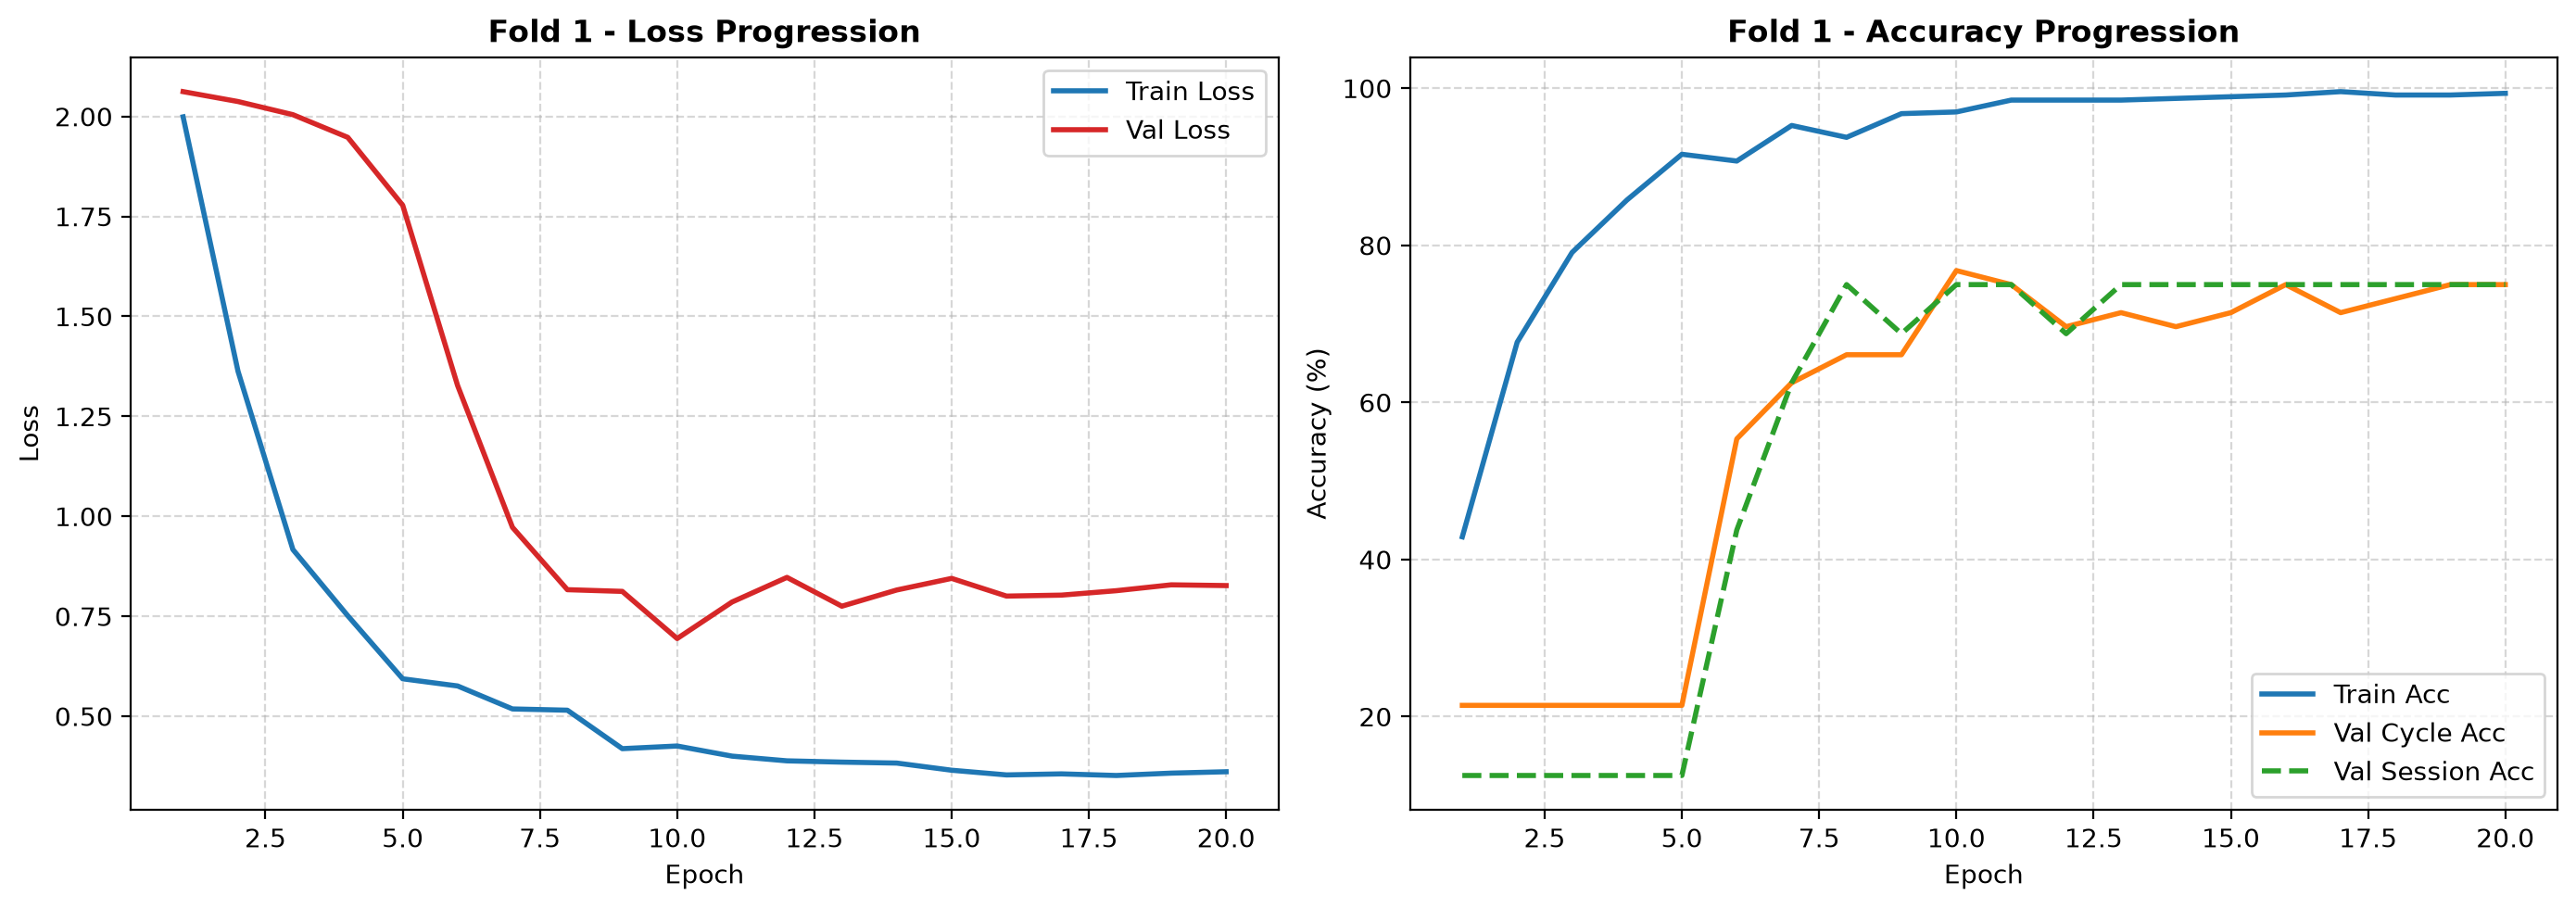 Fold 1 - Loss Progression
Loss
2.00
1.75
1.50
1.25
1.00
0.75
0.50
2.5 5.0 7.5 10.0 12.5 15.0 17.5 20.0
Epoch
Train Loss
Val Loss
Fold 1 - Accuracy Progression
Accuracy (%)
100
80
60
40
20
2.5 5.0 7.5 10.0 12.5 15.0 17.5 20.0
Epoch
Train Acc
Val Cycle Acc
Val Session Acc